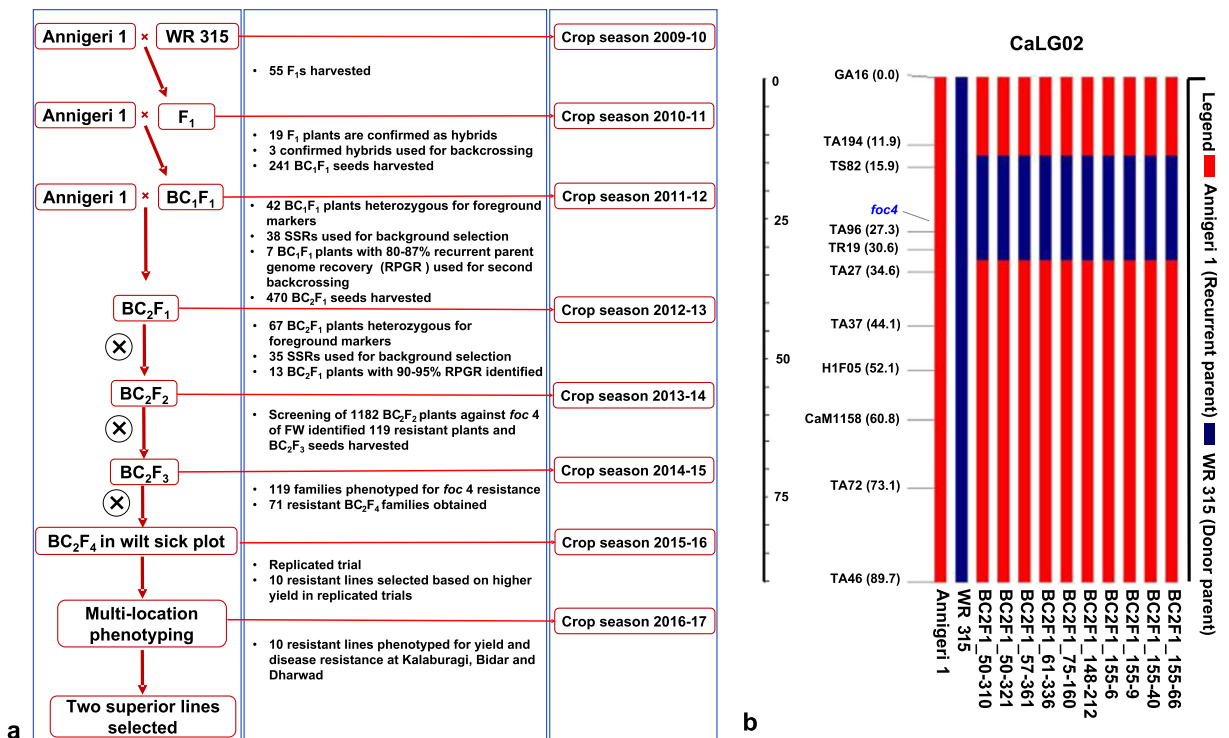 Annigeri 1 × WR 315
Crop season 2009-10
• 55 F₁s harvested
Annigeri 1 × F₁
Crop season 2010-11
• 19 F₁ plants are confirmed as hybrids
• 3 confirmed hybrids used for backcrossing
• 241 BC₁F₁ seeds harvested
Annigeri 1 × BC₁F₁
Crop season 2011-12
• 42 BC₁F₁ plants heterozygous for foreground
markers
• 38 SSRs used for background selection
• 7 BC₁F₁ plants with 80-87% recurrent parent
genome recovery (RPGR ) used for second
backcrossing
• 470 BC₂F₁ seeds harvested
BC₂F₁
Crop season 2012-13
• 67 BC₂F₁ plants heterozygous for
foreground markers
• 35 SSRs used for background selection
• 13 BC₂F₁ plants with 90-95% RPGR identified
BC₂F₂
Crop season 2013-14
• Screening of 1182 BC₂F₂ plants against foc 4
of FW identified 119 resistant plants and
BC₂F₃ seeds harvested
BC₂F₃
Crop season 2014-15
• 119 families phenotyped for foc 4 resistance
• 71 resistant BC₂F₄ families obtained
BC₂F₄ in wilt sick plot
Crop season 2015-16
• Replicated trial
• 10 resistant lines selected based on higher
yield in replicated trials
Multi-location
phenotyping
Crop season 2016-17
• 10 resistant lines phenotyped for yield and
disease resistance at Kalaburagi, Bidar and
Dharwad
Two superior lines
selected
a
CaLG02
0
25
50
75
GA16 (0.0)
TA194 (11.9)
TS82 (15.9)
foc4
TA96 (27.3)
TR19 (30.6)
TA27 (34.6)
TA37 (44.1)
H1F05 (52.1)
CaM1158 (60.8)
TA72 (73.1)
TA46 (89.7)
Annigeri 1
WR 315
BC2F1_50-310
BC2F1_50-321
BC2F1_57-361
BC2F1_61-336
BC2F1_75-160
BC2F1_148-212
BC2F1_155-6
BC2F1_155-9
BC2F1_155-40
BC2F1_155-66
Legend Annigeri 1 (Recurrent parent) WR 315 (Donor parent)
b